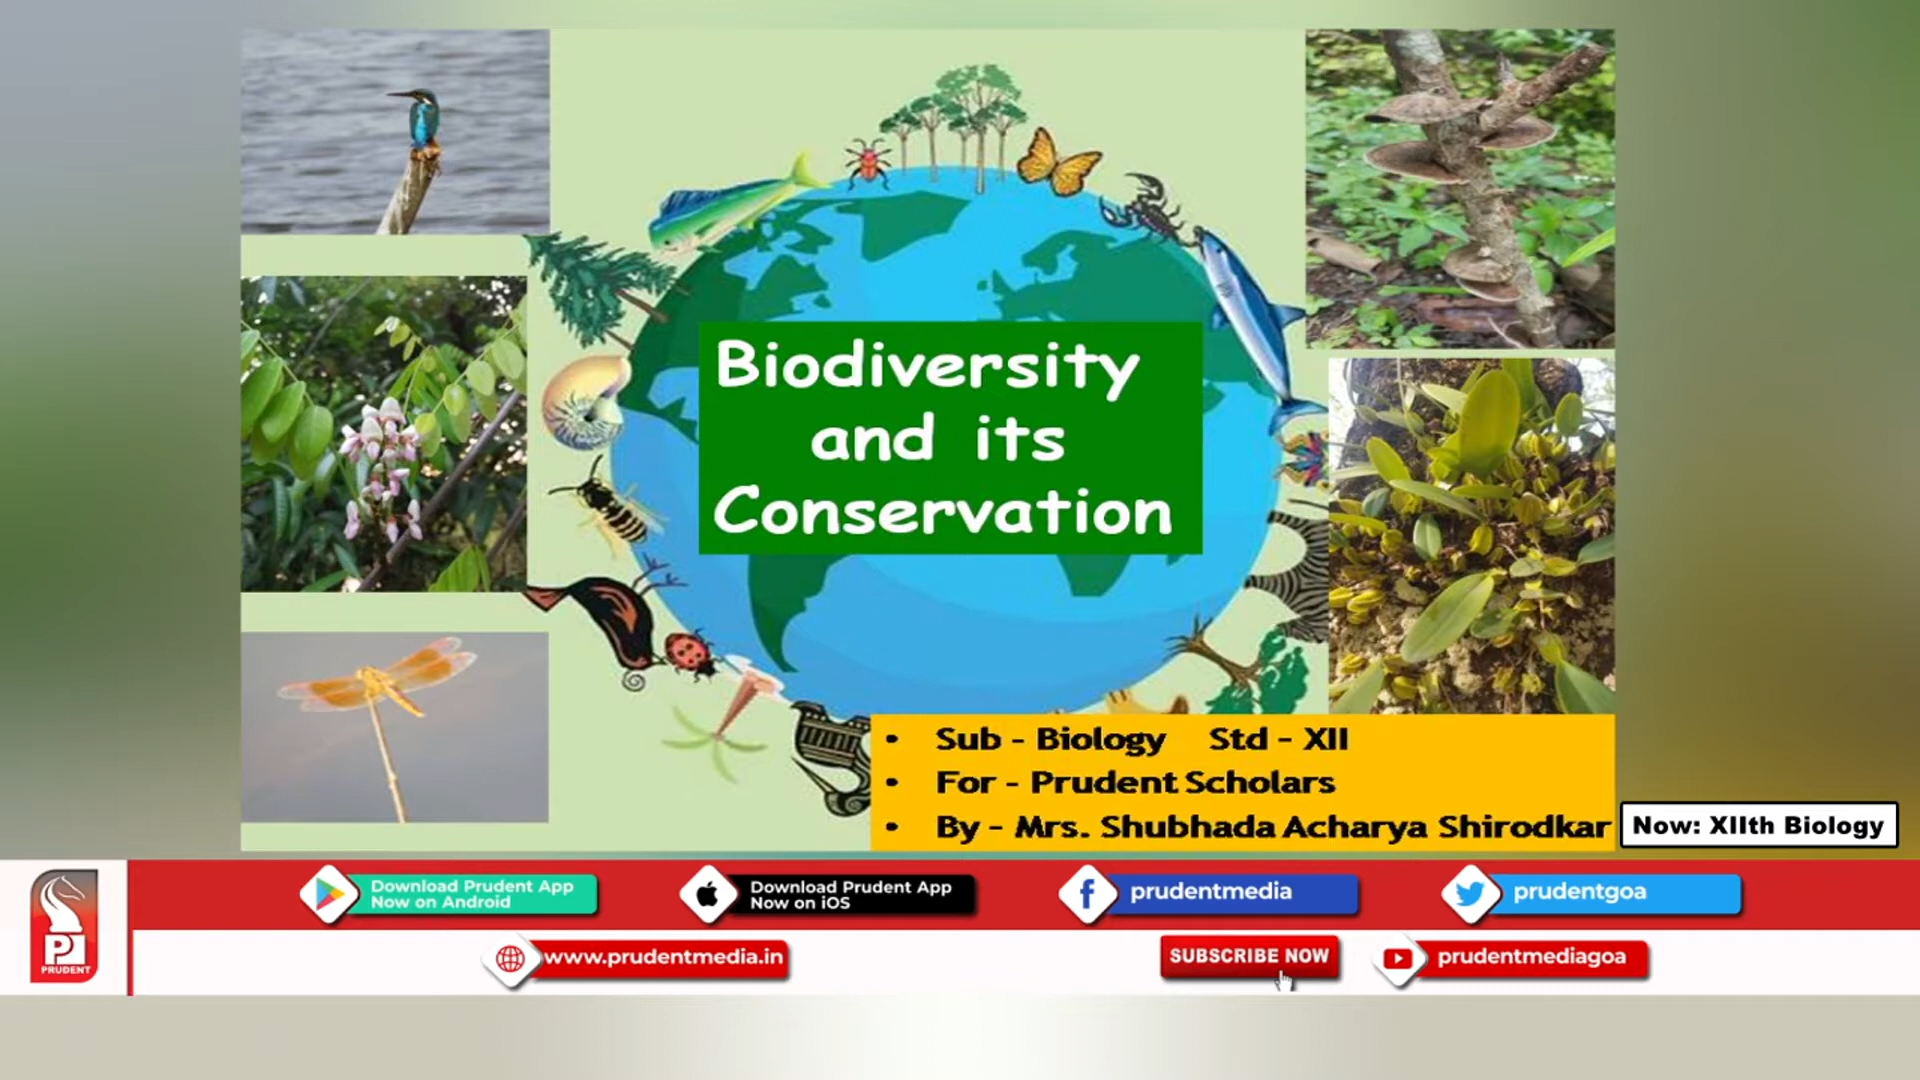 Biodiversity
and its
Conservation
• Sub - Biology Std - XII
• For - Prudent Scholars
• By - Mrs. Shubhada Acharya Shirodkar
Now: XIIth Biology
PRUDENT
Download Prudent App
Now on Android
Download Prudent App
Now on iOS
prudentmedia
prudentgoa
www.prudentmedia.in
SUBSCRIBE NOW
prudentmediagoa